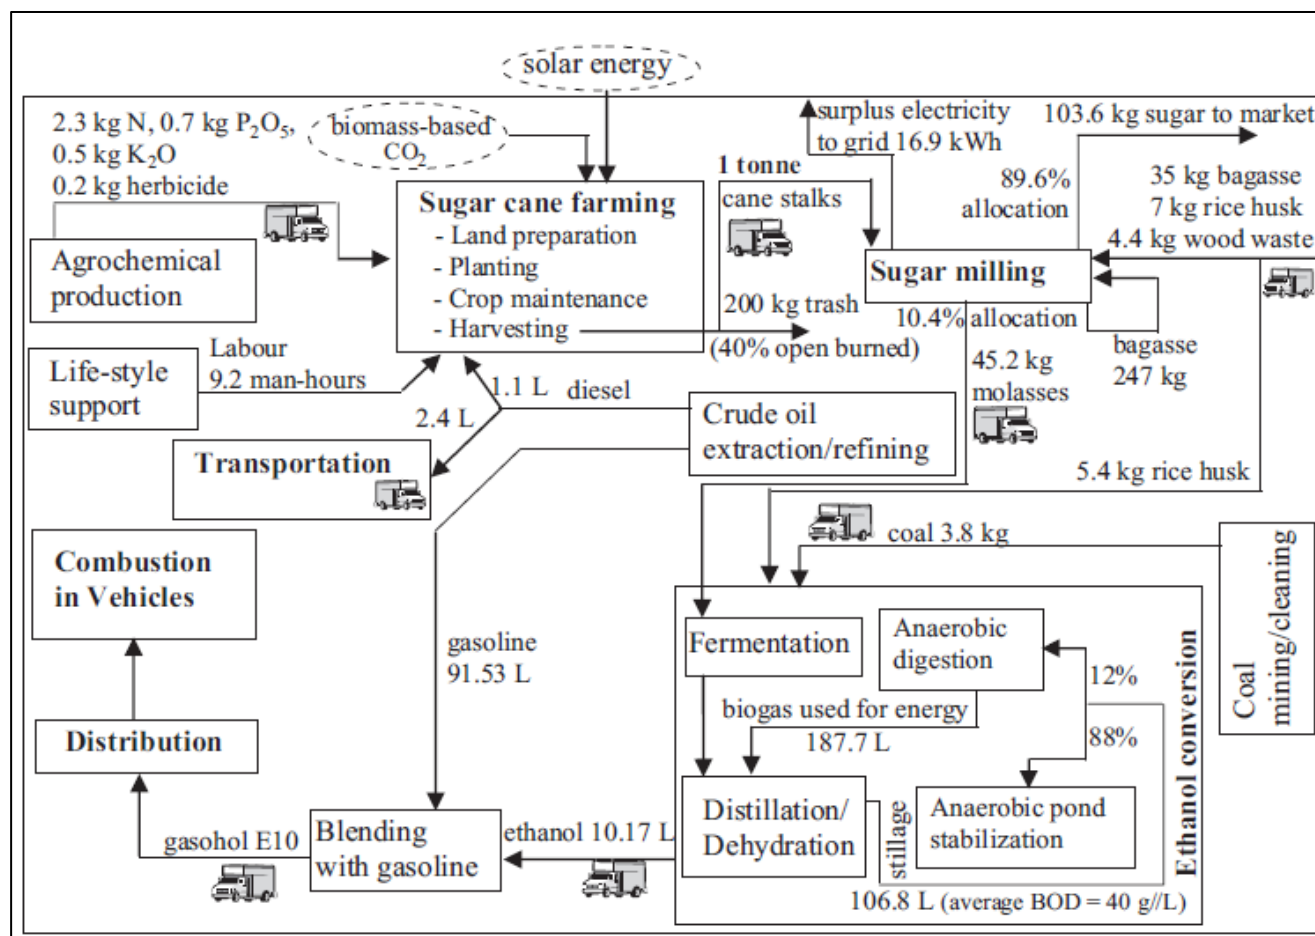 solar energy
2.3 kg N, 0.7 kg P₂O₅,
0.5 kg K₂O
0.2 kg herbicide
biomass-based
CO₂
surplus electricity
to grid 16.9 kWh
103.6 kg sugar to market
1 tonne
cane stalks
89.6%
allocation
35 kg bagasse
7 kg rice husk
4.4 kg wood waste
Sugar cane farming
- Land preparation
- Planting
- Crop maintenance
- Harvesting
Agrochemical
production
Sugar milling
200 kg trash
(40% open burned)
10.4% allocation
45.2 kg
molasses
bagasse
247 kg
Labour
9.2 man-hours
Life-style
support
1.1 L
diesel
2.4 L
Crude oil
extraction/refining
Transportation
5.4 kg rice husk
coal 3.8 kg
Coal
mining/cleaning
Combustion
in Vehicles
gasoline
91.53 L
Fermentation
Anaerobic
digestion
12%
biogas used for energy
187.7 L
88%
Ethanol conversion
Distribution
Distillation/
Dehydration
stillage
Anaerobic pond
stabilization
gasohol E10
Blending
with gasoline
ethanol 10.17 L
106.8 L (average BOD = 40 g//L)